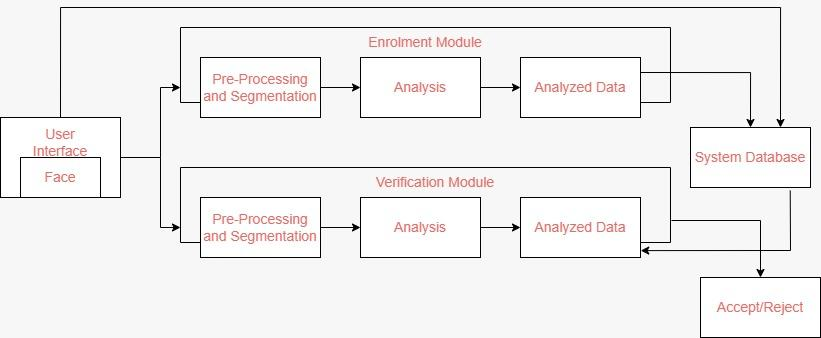 Enrolment Module
Pre-Processing
and Segmentation
Analysis
Analyzed Data
User
Interface
Face
System Database
Verification Module
Pre-Processing
and Segmentation
Analysis
Analyzed Data
Accept/Reject